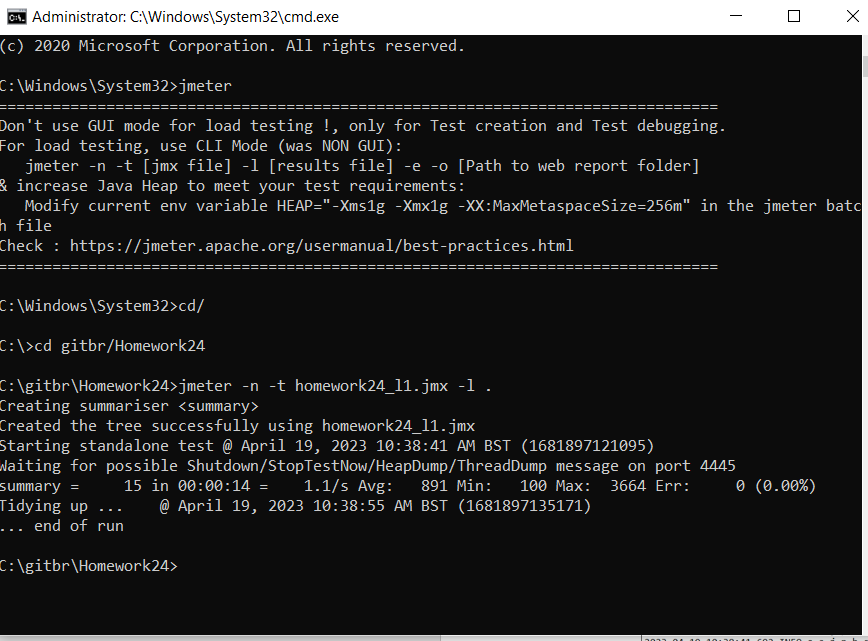 Administrator: C:\Windows\System32\cmd.exe
(c) 2020 Microsoft Corporation. All rights reserved.
C:\Windows\System32>jmeter
================================================================================
Don't use GUI mode for load testing !, only for Test creation and Test debugging.
For load testing, use CLI Mode (was NON GUI):
   jmeter -n -t [jmx file] -l [results file] -e -o [Path to web report folder]
& increase Java Heap to meet your test requirements:
   Modify current env variable HEAP="-Xms1g -Xmx1g -XX:MaxMetaspaceSize=256m" in the jmeter batc
h file
Check : https://jmeter.apache.org/usermanual/best-practices.html
================================================================================
C:\Windows\System32>cd/
C:\>cd gitbr/Homework24
C:\gitbr\Homework24>jmeter -n -t homework24_l1.jmx -l .
Creating summariser <summary>
Created the tree successfully using homework24_l1.jmx
Starting standalone test @ April 19, 2023 10:38:41 AM BST (1681897121095)
Waiting for possible Shutdown/StopTestNow/HeapDump/ThreadDump message on port 4445
summary =     15 in 00:00:14 =    1.1/s Avg:   891 Min:   100 Max:  3664 Err:     0 (0.00%)
Tidying up ...    @ April 19, 2023 10:38:55 AM BST (1681897135171)
... end of run
C:\gitbr\Homework24>